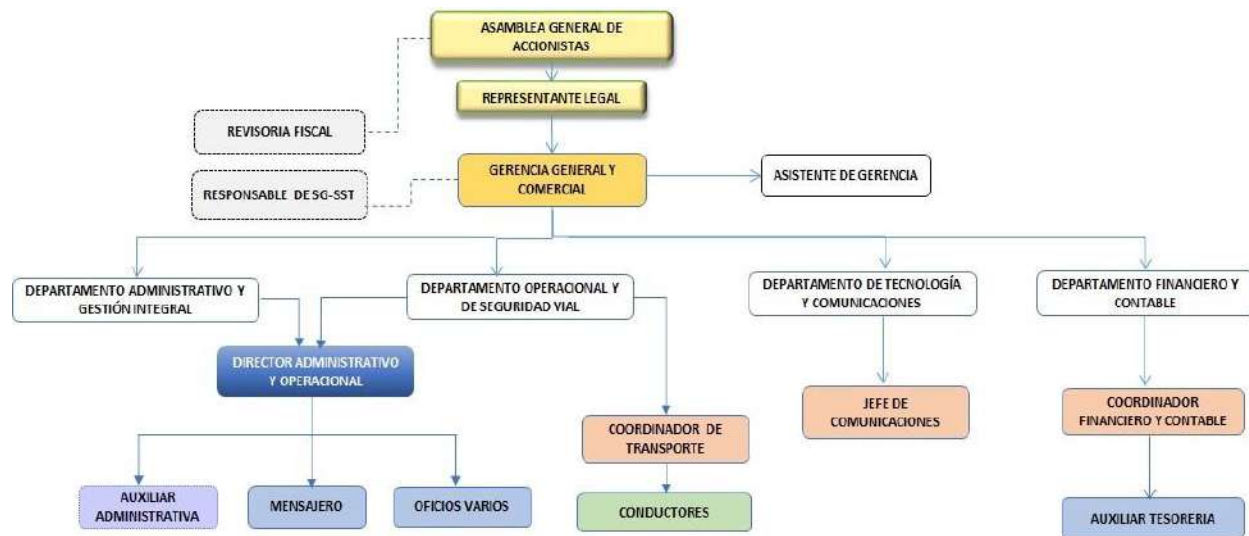 ASAMBLEA GENERAL DE
ACCIONISTAS
REPRESENTANTE LEGAL
REVISORIA FISCAL
GERENCIA GENERAL Y
COMERCIAL
ASISTENTE DE GERENCIA
RESPONSABLE DE SG-SST
DEPARTAMENTO ADMINISTRATIVO Y
GESTIÓN INTEGRAL
DEPARTAMENTO OPERACIONAL Y
DE SEGURIDAD VIAL
DEPARTAMENTO DE TECNOLOGÍA
Y COMUNICACIONES
DEPARTAMENTO FINANCIERO Y
CONTABLE
DIRECTOR ADMINISTRATIVO
Y OPERACIONAL
COORDINADOR DE
TRANSPORTE
JEFE DE
COMUNICACIONES
COORDINADOR
FINANCIERO Y CONTABLE
AUXILIAR
ADMINISTRATIVA
MENSAJERO
OFICIOS VARIOS
CONDUCTORES
AUXILIAR TESORERIA